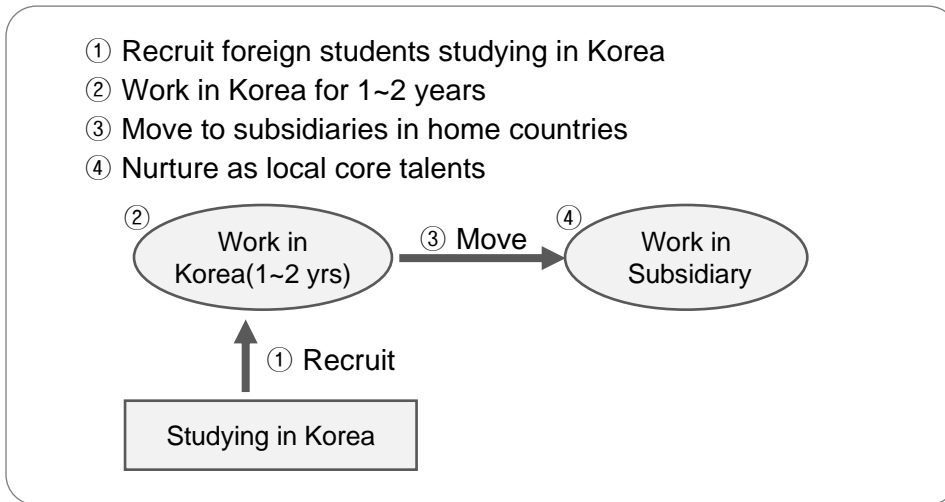 ① Recruit foreign students studying in Korea
② Work in Korea for 1~2 years
③ Move to subsidiaries in home countries
④ Nurture as local core talents
②
Work in
Korea(1~2 yrs)
③ Move
④
Work in
Subsidiary
① Recruit
Studying in Korea